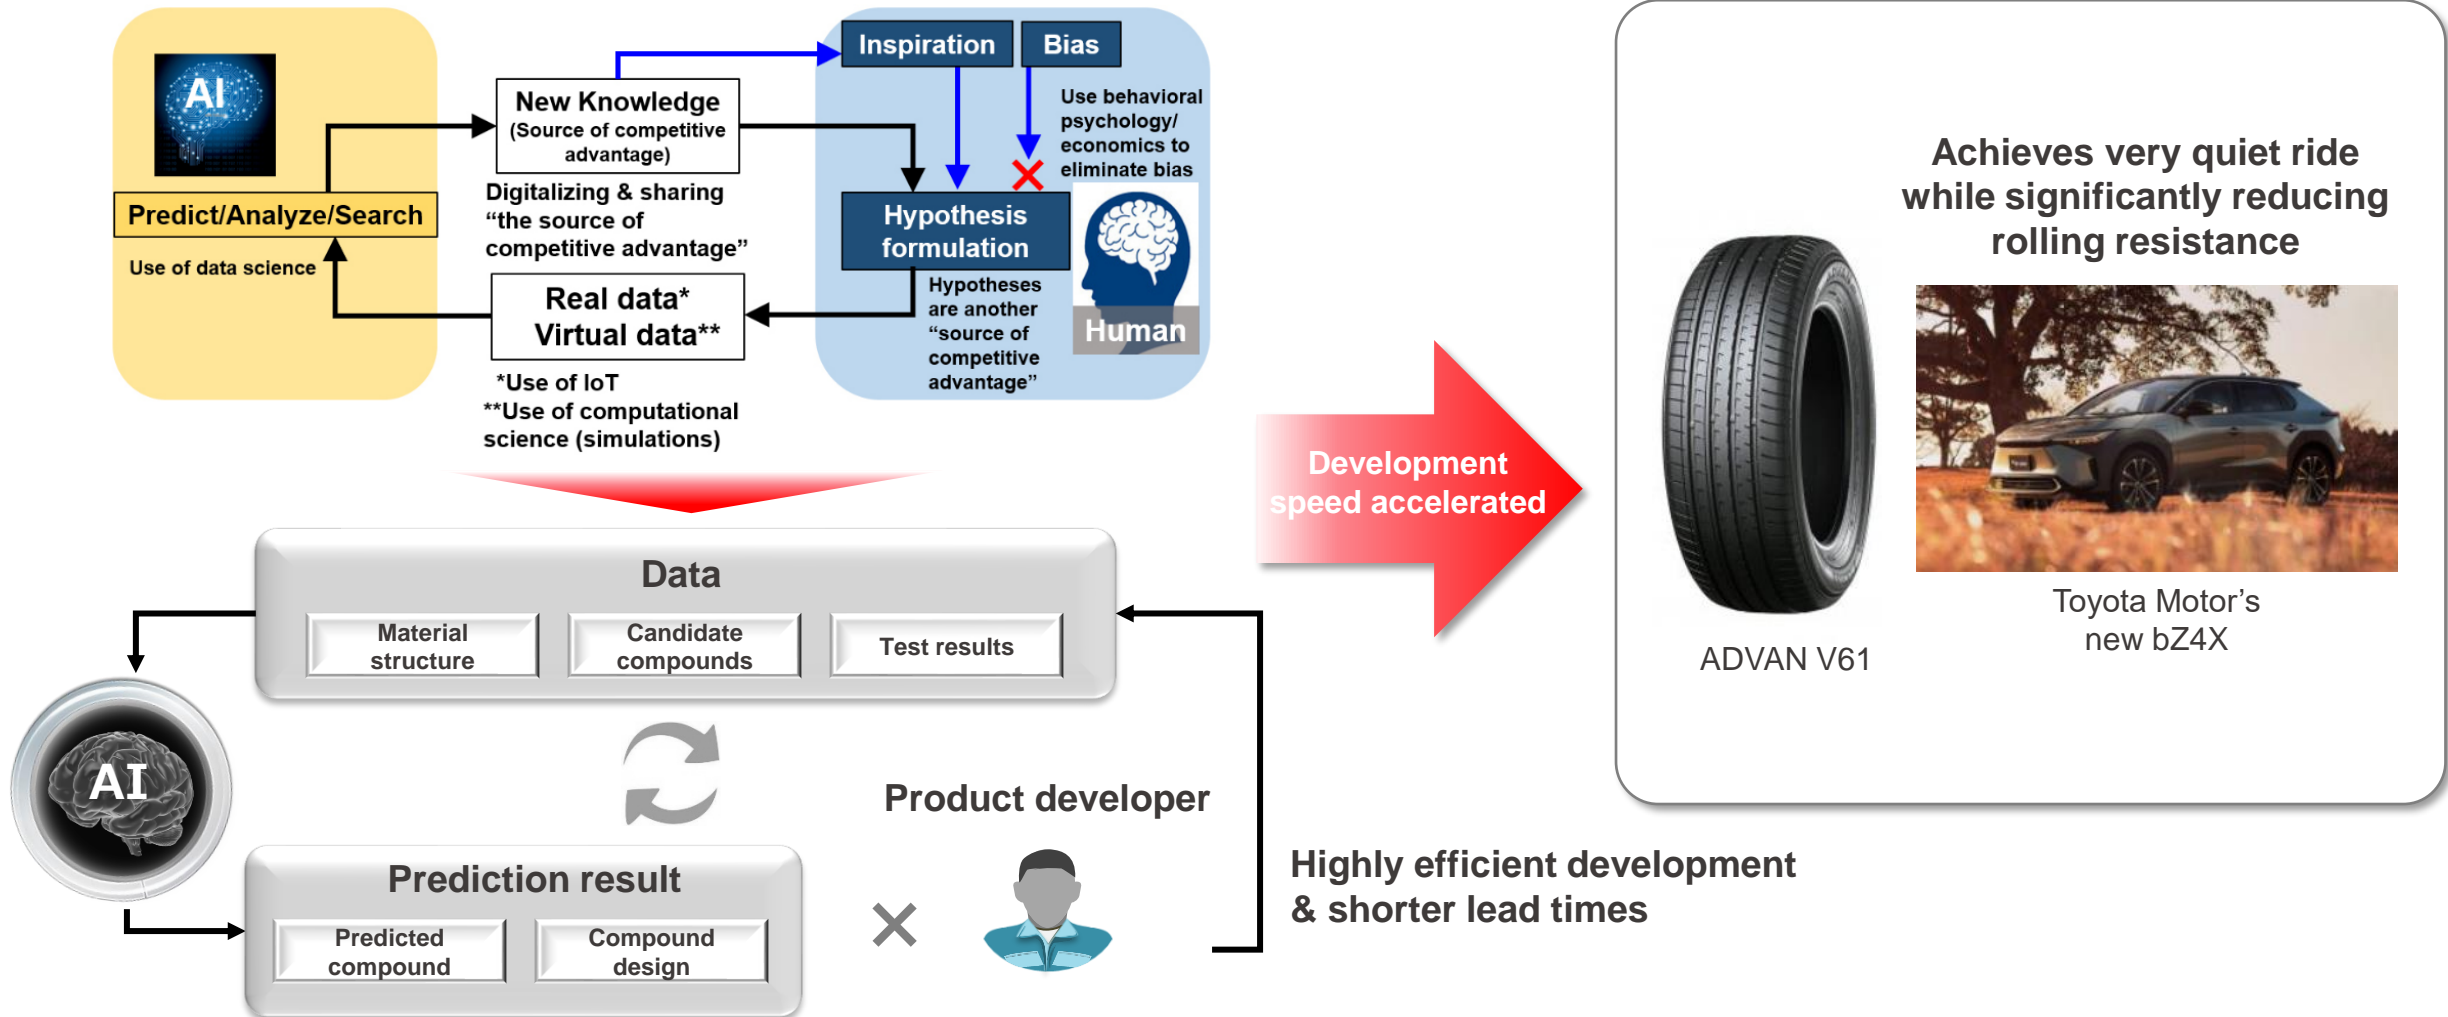 AI
Predict/Analyze/Search
Use of data science
New Knowledge
(Source of competitive
advantage)
Digitalizing & sharing
“the source of
competitive advantage”
Real data*
Virtual data**
*Use of IoT
**Use of computational
science (simulations)
Inspiration
Bias
Use behavioral
psychology/
economics to
eliminate bias
Hypothesis
formulation
Hypotheses
are another
“source of
competitive
advantage”
Human
Development
speed accelerated
Achieves very quiet ride
while significantly reducing
rolling resistance
ADVAN V61
Toyota Motor’s
new bZ4X
Data
Material
structure
Candidate
compounds
Test results
AI
Prediction result
Predicted
compound
Compound
design
Product developer
Highly efficient development
& shorter lead times